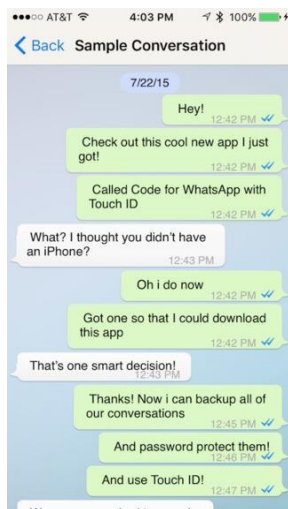 AT&T 4:03 PM 100%
Back Sample Conversation
7/22/15
Hey!
12:42 PM
Check out this cool new app I just
got!
12:42 PM
Called Code for WhatsApp with
Touch ID
12:42 PM
What? I thought you didn't have
an iPhone?
12:43 PM
Oh i do now
12:42 PM
Got one so that I could download
this app
12:42 PM
That's one smart decision!
12:43 PM
Thanks! Now i can backup all of
our conversations
12:45 PM
And password protect them!
12:46 PM
And use Touch ID!
12:47 PM